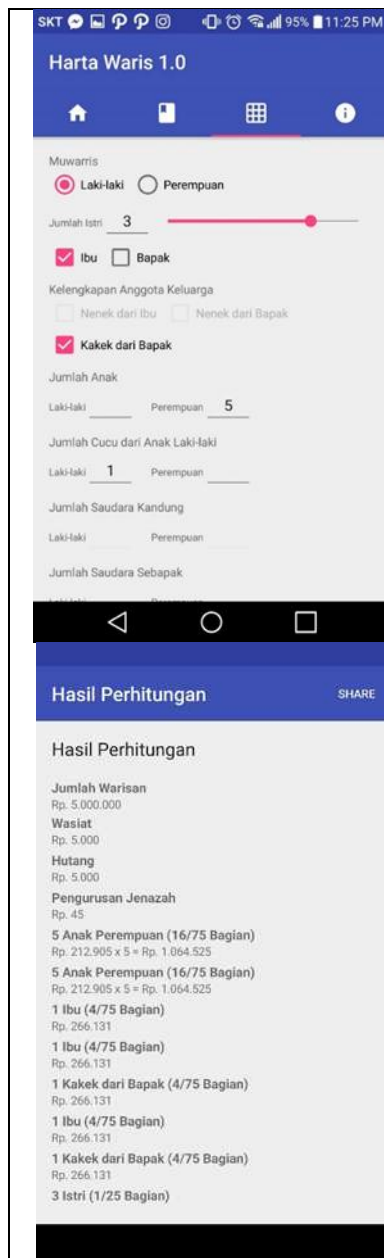 SKT 95% 11:25 PM
Harta Waris 1.0
Muwarris
Laki-laki Perempuan
Jumlah Istri 3
Ibu Bapak
Kelengkapan Anggota Keluarga
Nenek dari Ibu Nenek dari Bapak
Kakek dari Bapak
Jumlah Anak
Laki-laki Perempuan 5
Jumlah Cucu dari Anak Laki-laki
Laki-laki 1 Perempuan
Jumlah Saudara Kandung
Laki-laki Perempuan
Jumlah Saudara Sebapak
Hasil Perhitungan SHARE
Hasil Perhitungan
Jumlah Warisan
Rp. 5.000.000
Wasiat
Rp. 5.000
Hutang
Rp. 5.000
Pengurusan Jenazah
Rp. 45
5 Anak Perempuan (16/75 Bagian)
Rp. 212.905 x 5 = Rp. 1.064.525
5 Anak Perempuan (16/75 Bagian)
Rp. 212.905 x 5 = Rp. 1.064.525
1 Ibu (4/75 Bagian)
Rp. 266.131
1 Ibu (4/75 Bagian)
Rp. 266.131
1 Kakek dari Bapak (4/75 Bagian)
Rp. 266.131
1 Ibu (4/75 Bagian)
Rp. 266.131
1 Kakek dari Bapak (4/75 Bagian)
Rp. 266.131
3 Istri (1/25 Bagian)